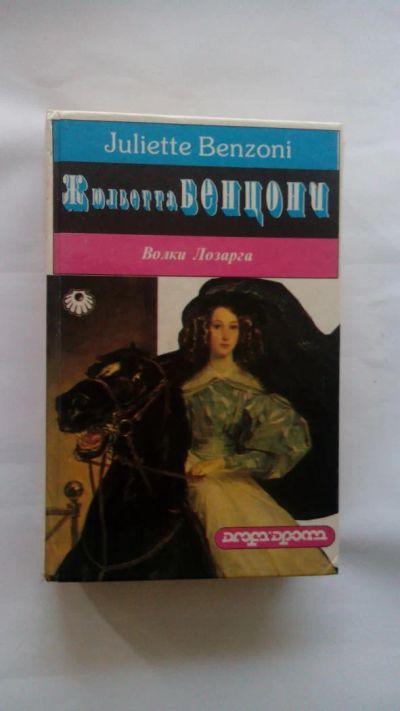 Juliette Benzoni
Жюльетта БЕНЦОНИ
Волки Лозарга